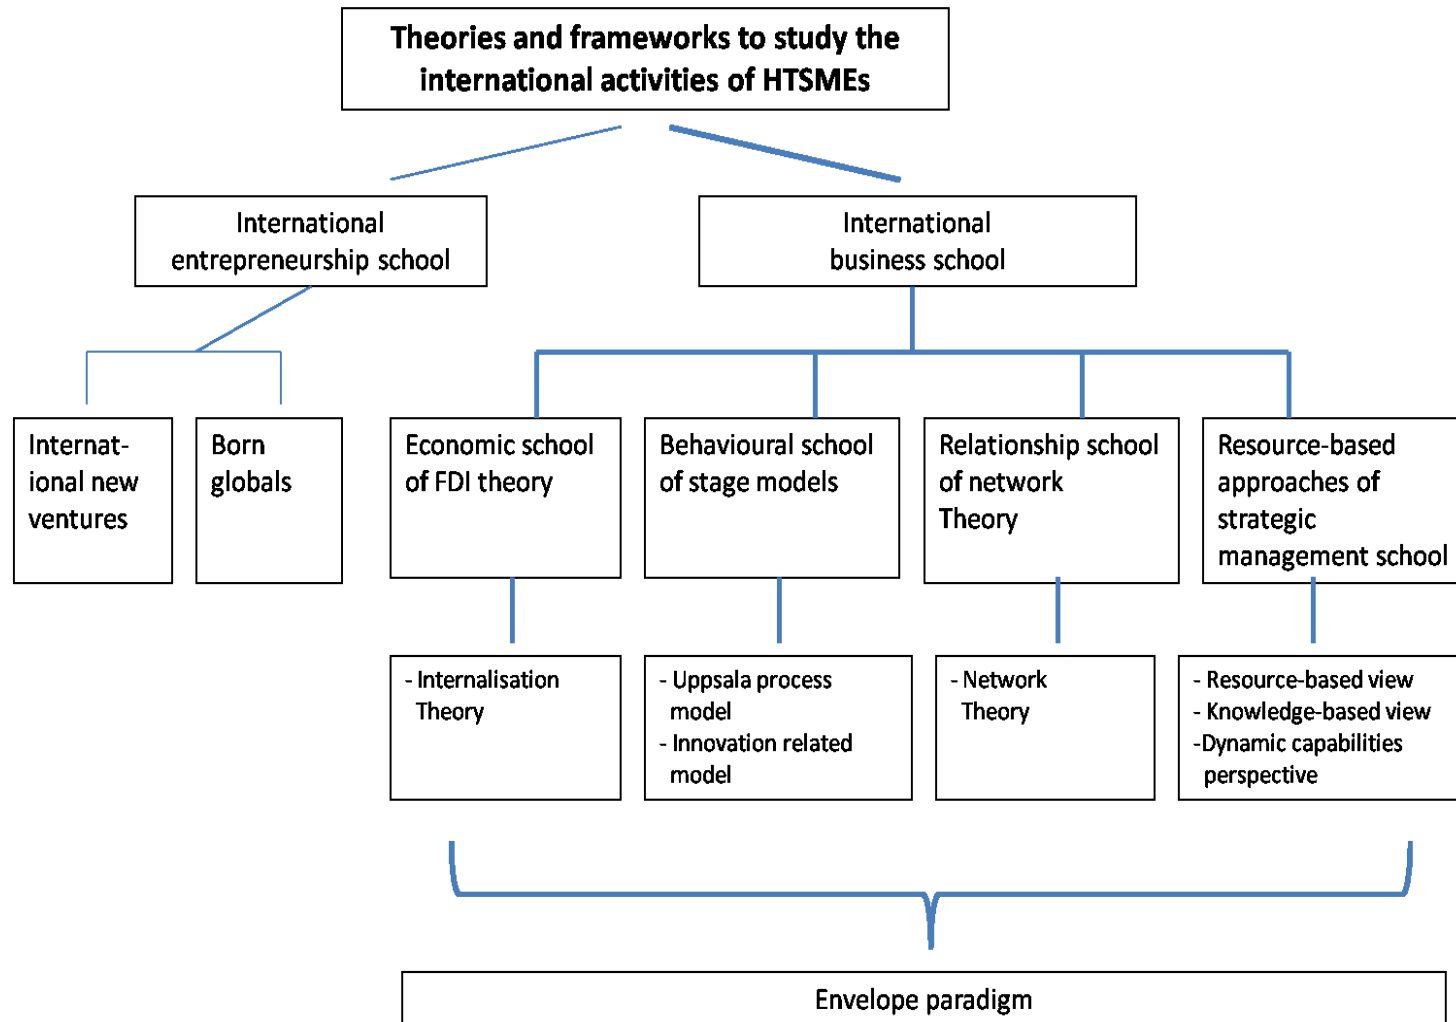 Theories and frameworks to study the
international activities of HTSMEs
International
entrepreneurship school
International
business school
Internat-
ional new
ventures
Born
globals
Economic school
of FDI theory
Behavioural school
of stage models
Relationship school
of network
Theory
Resource-based
approaches of
strategic
management school
- Internalisation
Theory
- Uppsala process
model
- Innovation related
model
- Network
Theory
- Resource-based view
- Knowledge-based view
-Dynamic capabilities
perspective
Envelope paradigm